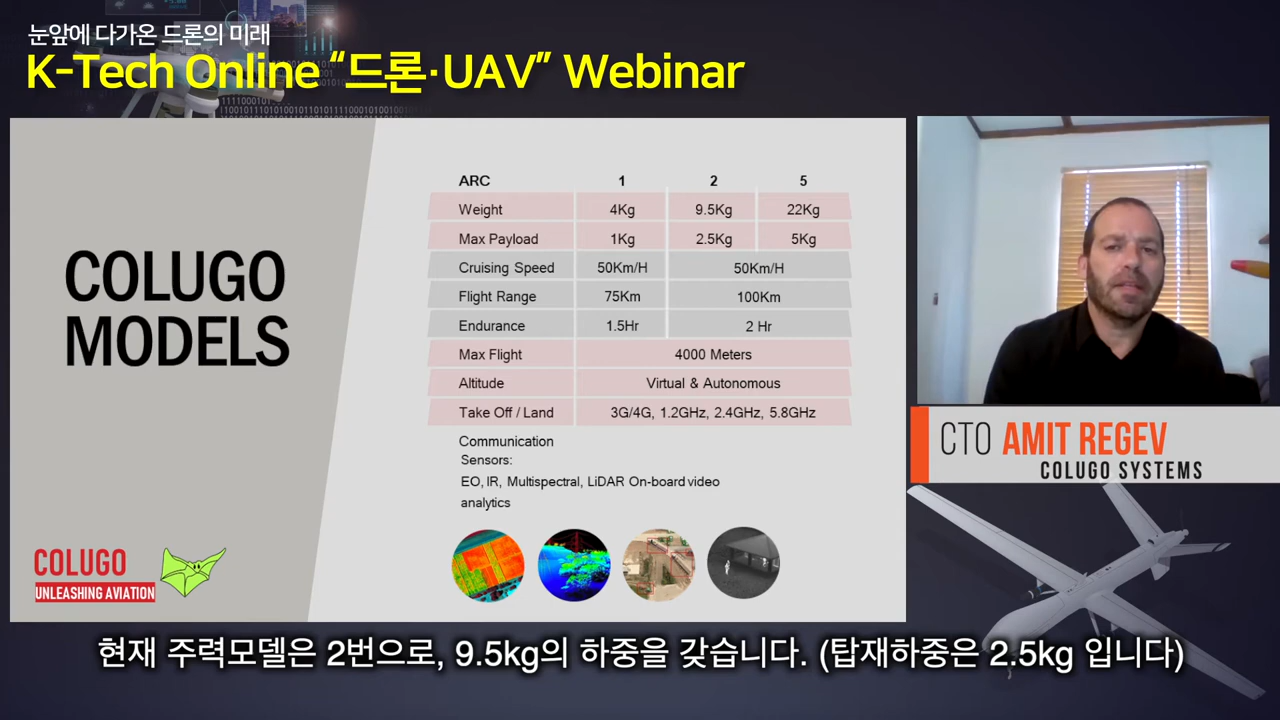 눈앞에 다가온 드론의 미래
K-Tech Online “드론·UAV” Webinar
COLUGO
MODELS
ARC 1 2 5
Weight 4Kg 9.5Kg 22Kg
Max Payload 1Kg 2.5Kg 5Kg
Cruising Speed 50Km/H 50Km/H
Flight Range 75Km 100Km
Endurance 1.5Hr 2 Hr
Max Flight 4000 Meters
Altitude Virtual & Autonomous
Take Off / Land 3G/4G, 1.2GHz, 2.4GHz, 5.8GHz
Communication
Sensors:
EO, IR, Multispectral, LiDAR On-board video
analytics
COLUGO
UNLEASHING AVIATION
CTO AMIT REGEV
COLUGO SYSTEMS
현재 주력모델은 2번으로, 9.5kg의 하중을 갖습니다. (탑재하중은 2.5kg 입니다)